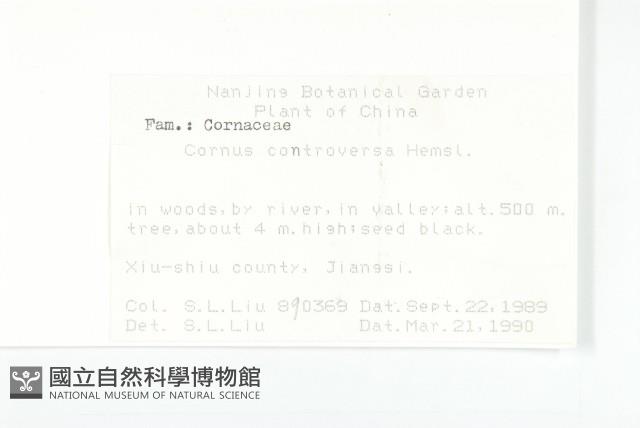 Nanjing Botanical Garden
Plant of China
Fam.: Cornaceae
Cornus controversa Hemsl.
in woods, by river, in valley; alt. 500 m.
tree, about 4 m. high; seed black.
Xiu-shiu county, Jiangsi.
Col. S.L.Liu 890369 Dat. Sept. 22, 1989
Det. S.L.Liu Dat. Mar. 21, 1990
國立自然科學博物館
NATIONAL MUSEUM OF NATURAL SCIENCE